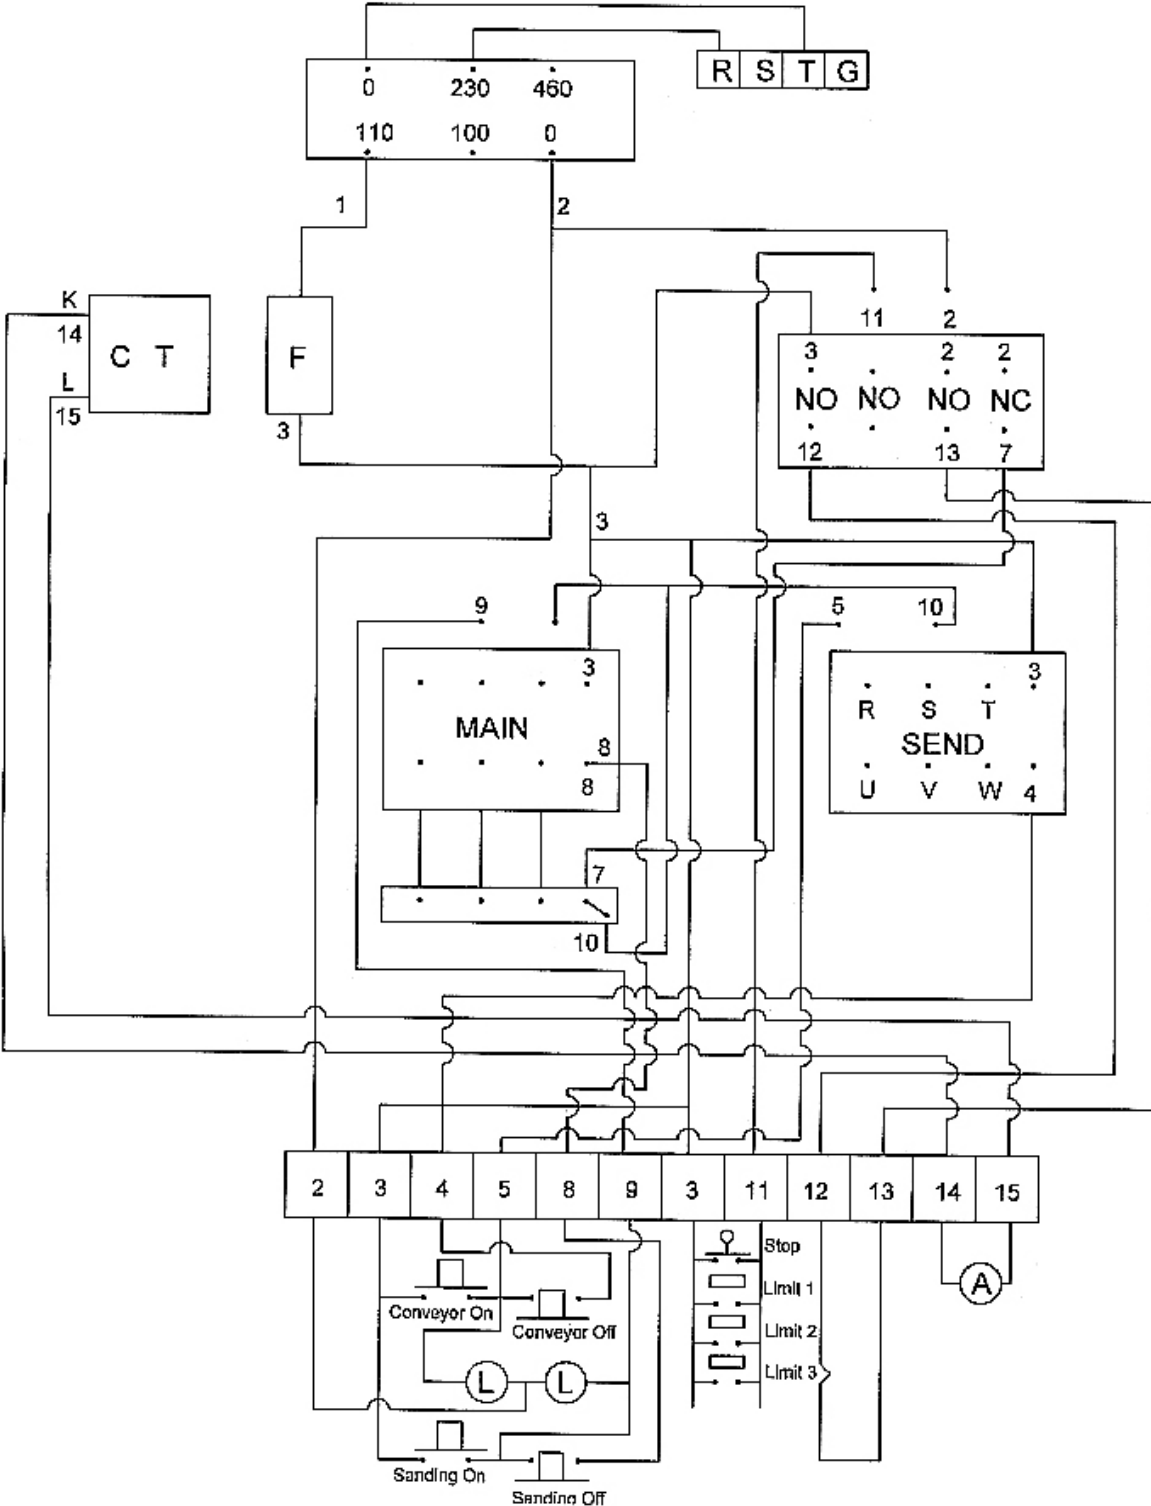 R S T G
0 230 460
110 100 0
1
2
K
14
C T
L
15
F
3
11 2
3 2 2
NO NO NO NC
12 13 7
3
9
5 10
3
MAIN
8
8
3
R S T
SEND
U V W 4
7
10
2 3 4 5 8 9 3 11 12 13 14 15
Stop
Limit 1
Limit 2
Limit 3
A
Conveyor On
Conveyor Off
L L
Sanding On
Sanding Off